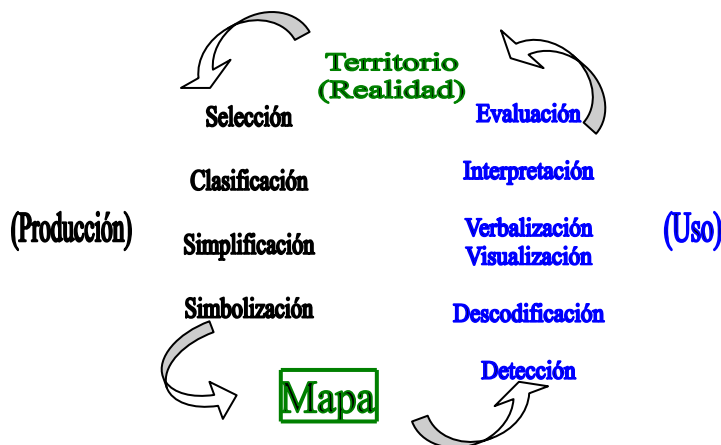 Territorio
(Realidad)
Selección
Clasificación
(Producción)
Simplificación
Simbolización
Mapa
Evaluación
Interpretación
Verbalización
Visualización
(Uso)
Descodificación
Detección